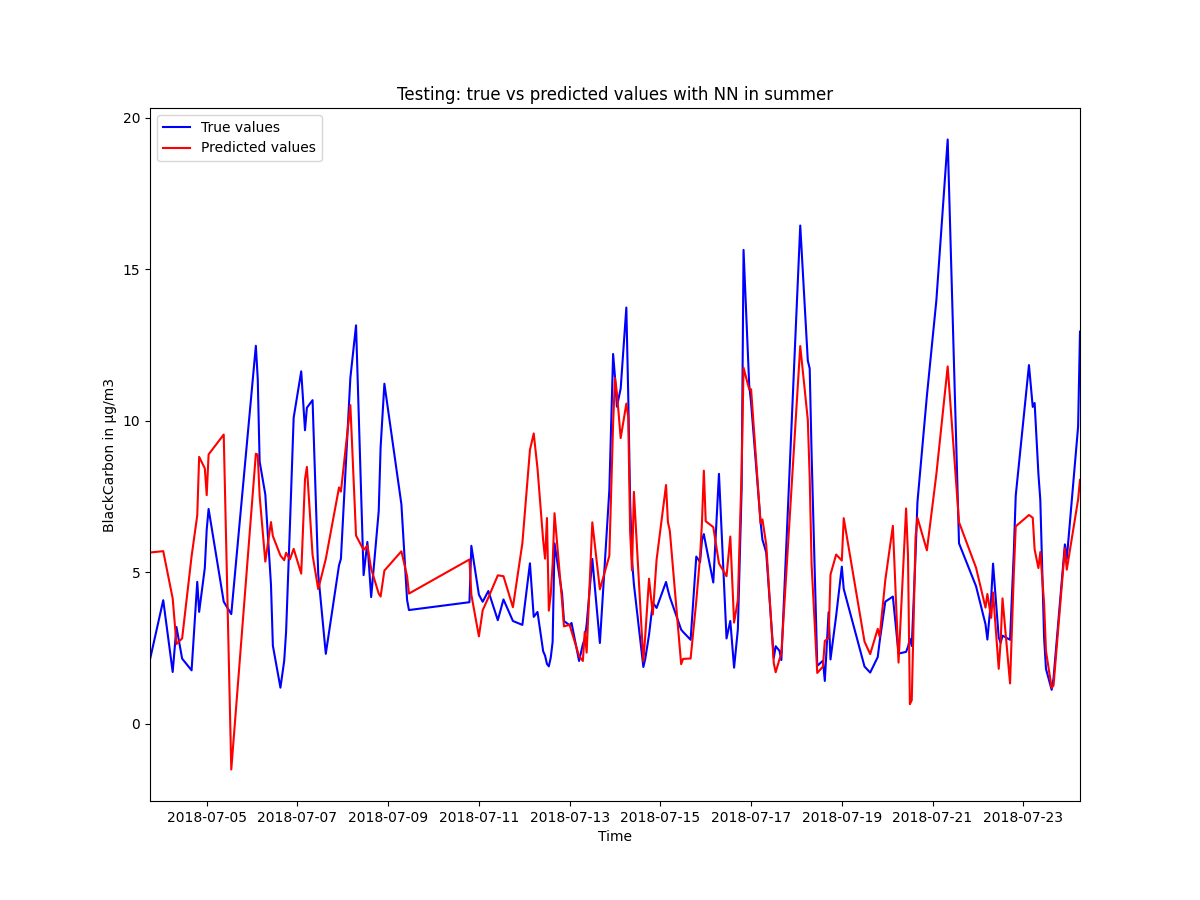 Testing: true vs predicted values with NN in summer
True values
Predicted values
BlackCarbon in µg/m3
20
15
10
5
0
2018-07-05 2018-07-07 2018-07-09 2018-07-11 2018-07-13 2018-07-15 2018-07-17 2018-07-19 2018-07-21 2018-07-23
Time